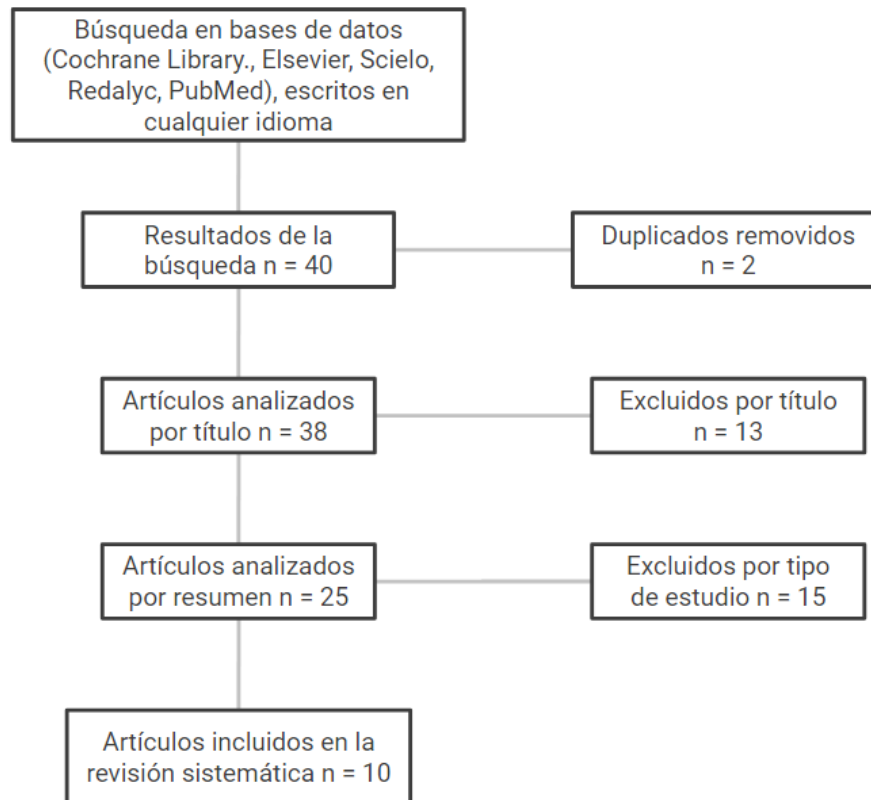 Búsqueda en bases de datos
(Cochrane Library., Elsevier, Scielo,
Redalyc, PubMed), escritos en
cualquier idioma
Resultados de la
búsqueda n = 40
Duplicados removidos
n = 2
Artículos analizados
por título n = 38
Excluidos por título
n = 13
Artículos analizados
por resumen n = 25
Excluidos por tipo
de estudio n = 15
Artículos incluidos en la
revisión sistemática n = 10